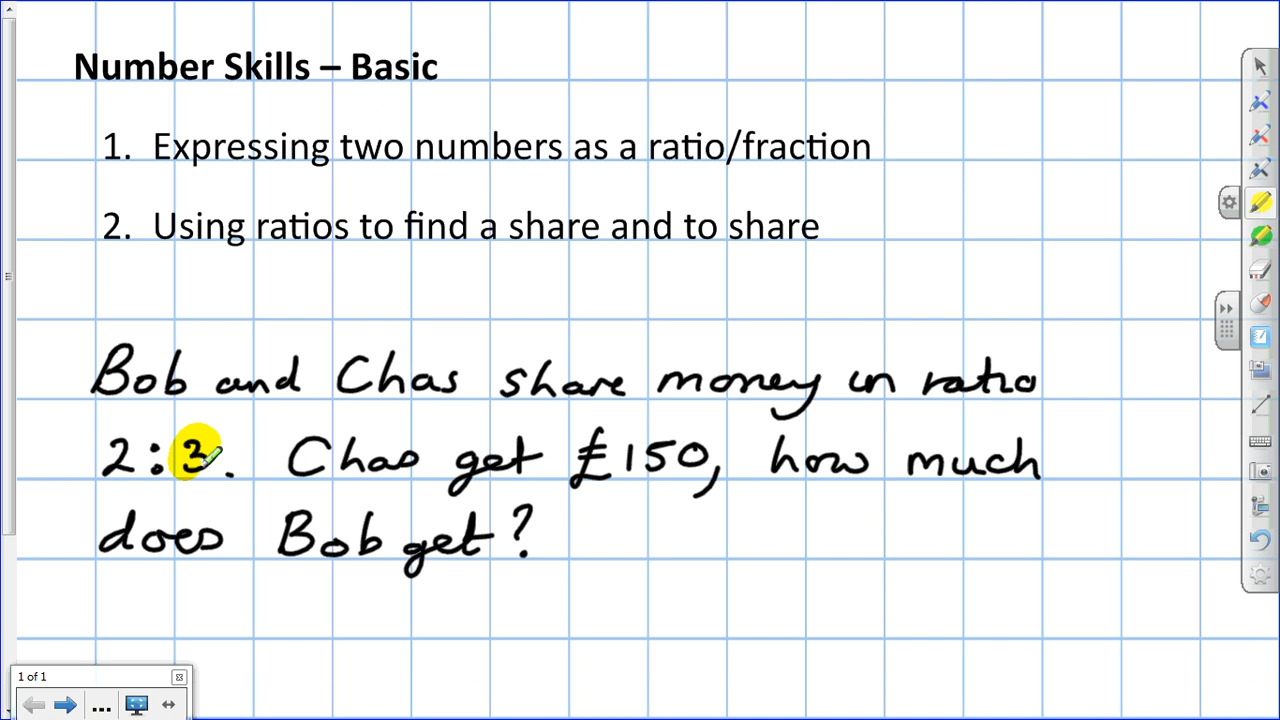 Number Skills – Basic
1. Expressing two numbers as a ratio/fraction
2. Using ratios to find a share and to share
Bob and Chas share money in ratio
2:3. Chas get £150, how much
does Bob get?
1 of 1
...